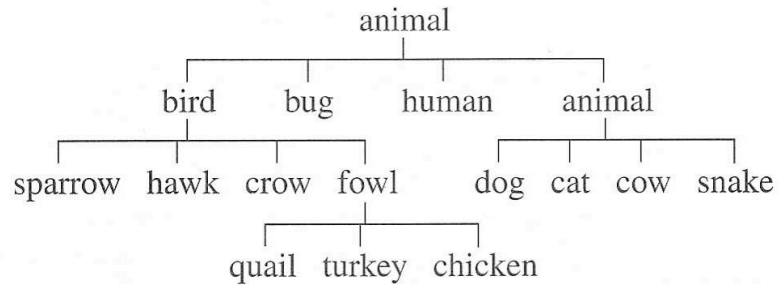 animal
bird bug human animal
sparrow hawk crow fowl dog cat cow snake
quail turkey chicken